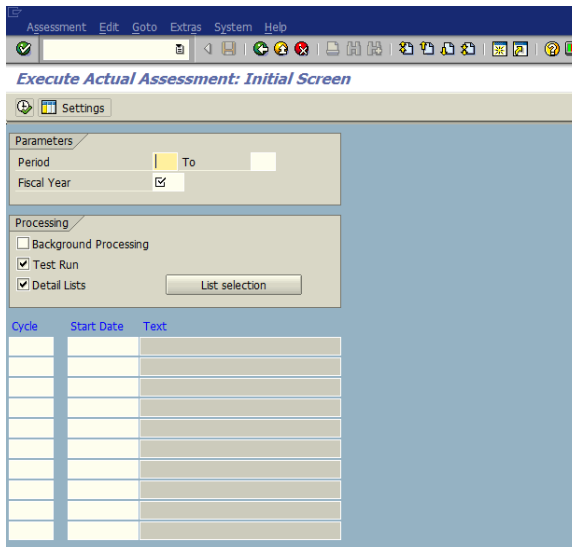 Assessment Edit Goto Extras System Help
Execute Actual Assessment: Initial Screen
Settings
Parameters
Period To
Fiscal Year
Processing
Background Processing
Test Run
Detail Lists List selection
Cycle Start Date Text